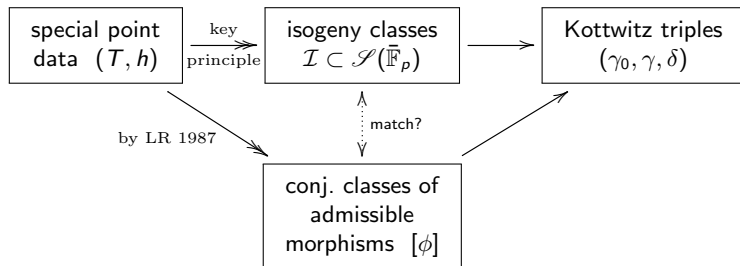 special point
data (T, h)
key
principle
isogeny classes
ℐ ⊂ 𝒮(𝔽̄ₚ)
Kottwitz triples
(γ₀, γ, δ)
by LR 1987
match?
conj. classes of
admissible
morphisms [ϕ]